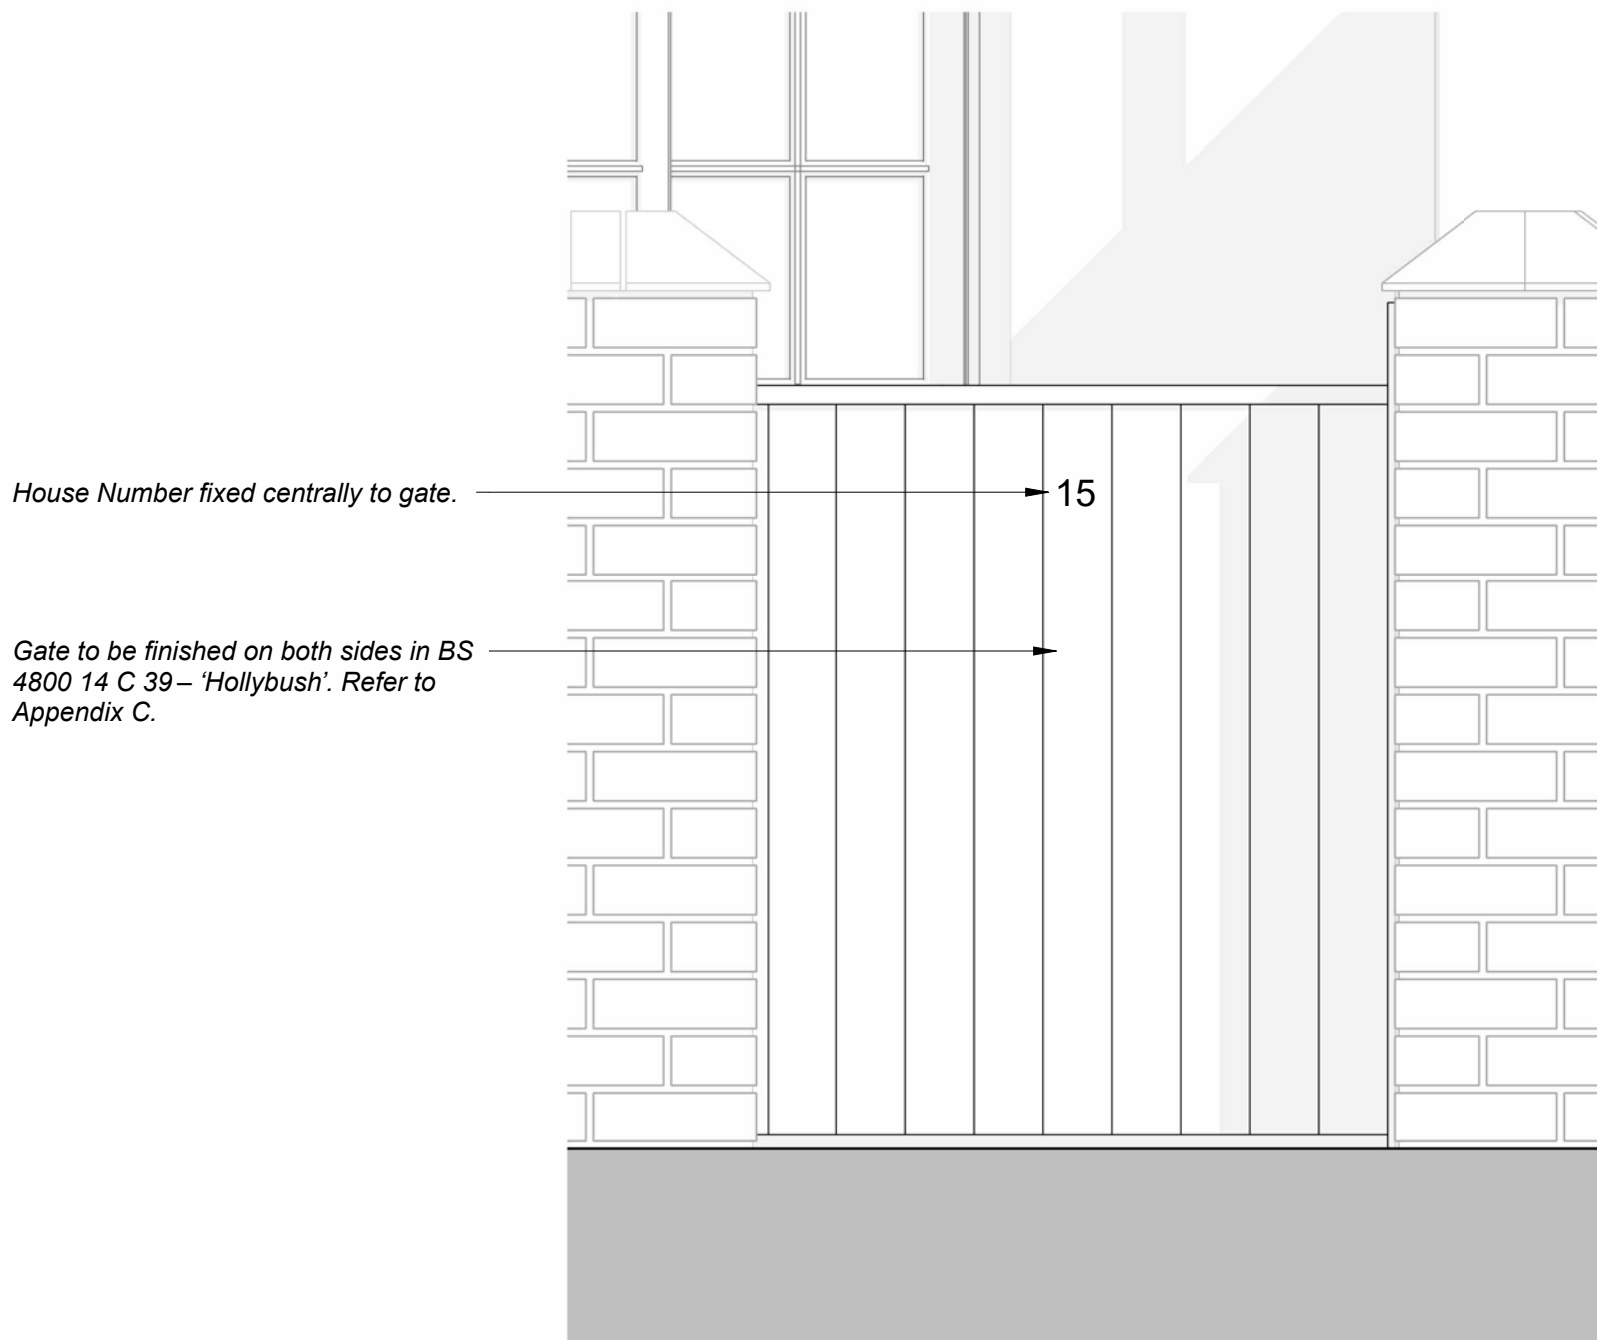 House Number fixed centrally to gate.
15
Gate to be finished on both sides in BS
4800 14 C 39 – ‘Hollybush’. Refer to
Appendix C.